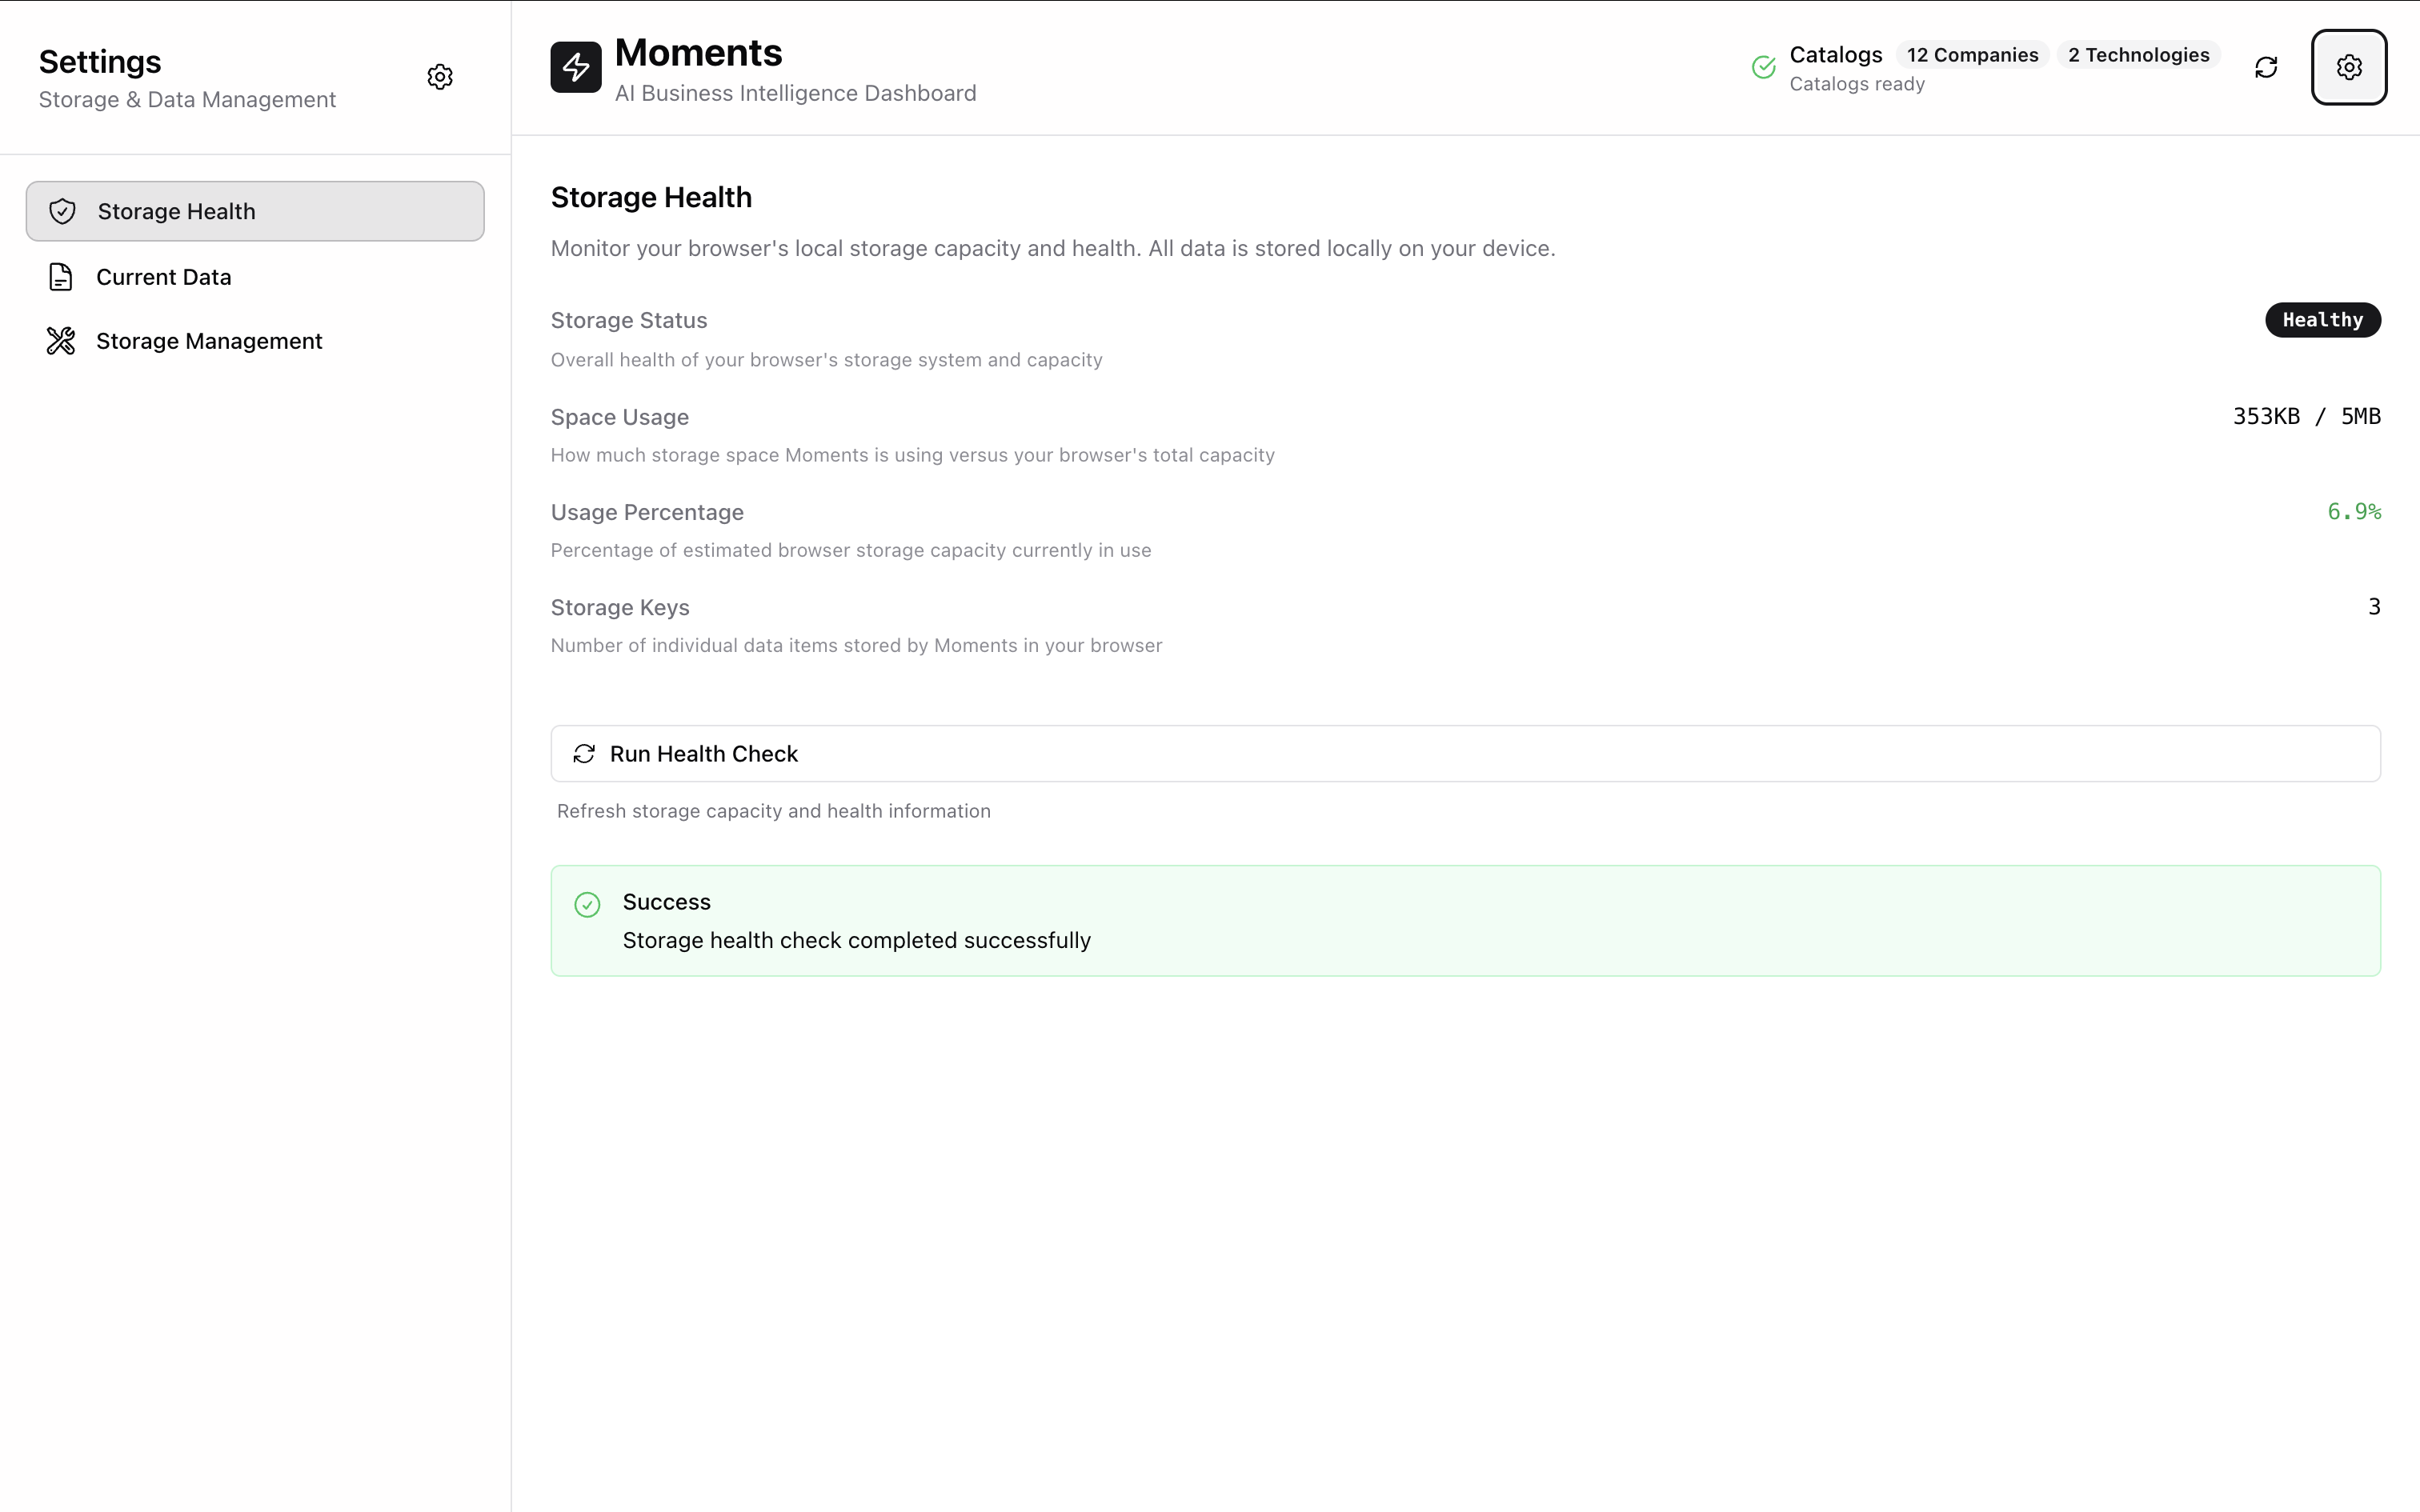 Settings
Storage & Data Management
Storage Health
Current Data
Storage Management
Moments
AI Business Intelligence Dashboard
Catalogs 12 Companies 2 Technologies
Catalogs ready
Storage Health
Monitor your browser's local storage capacity and health. All data is stored locally on your device.
Storage Status Healthy
Overall health of your browser's storage system and capacity
Space Usage 353KB / 5MB
How much storage space Moments is using versus your browser's total capacity
Usage Percentage 6.9%
Percentage of estimated browser storage capacity currently in use
Storage Keys 3
Number of individual data items stored by Moments in your browser
Run Health Check
Refresh storage capacity and health information
Success
Storage health check completed successfully